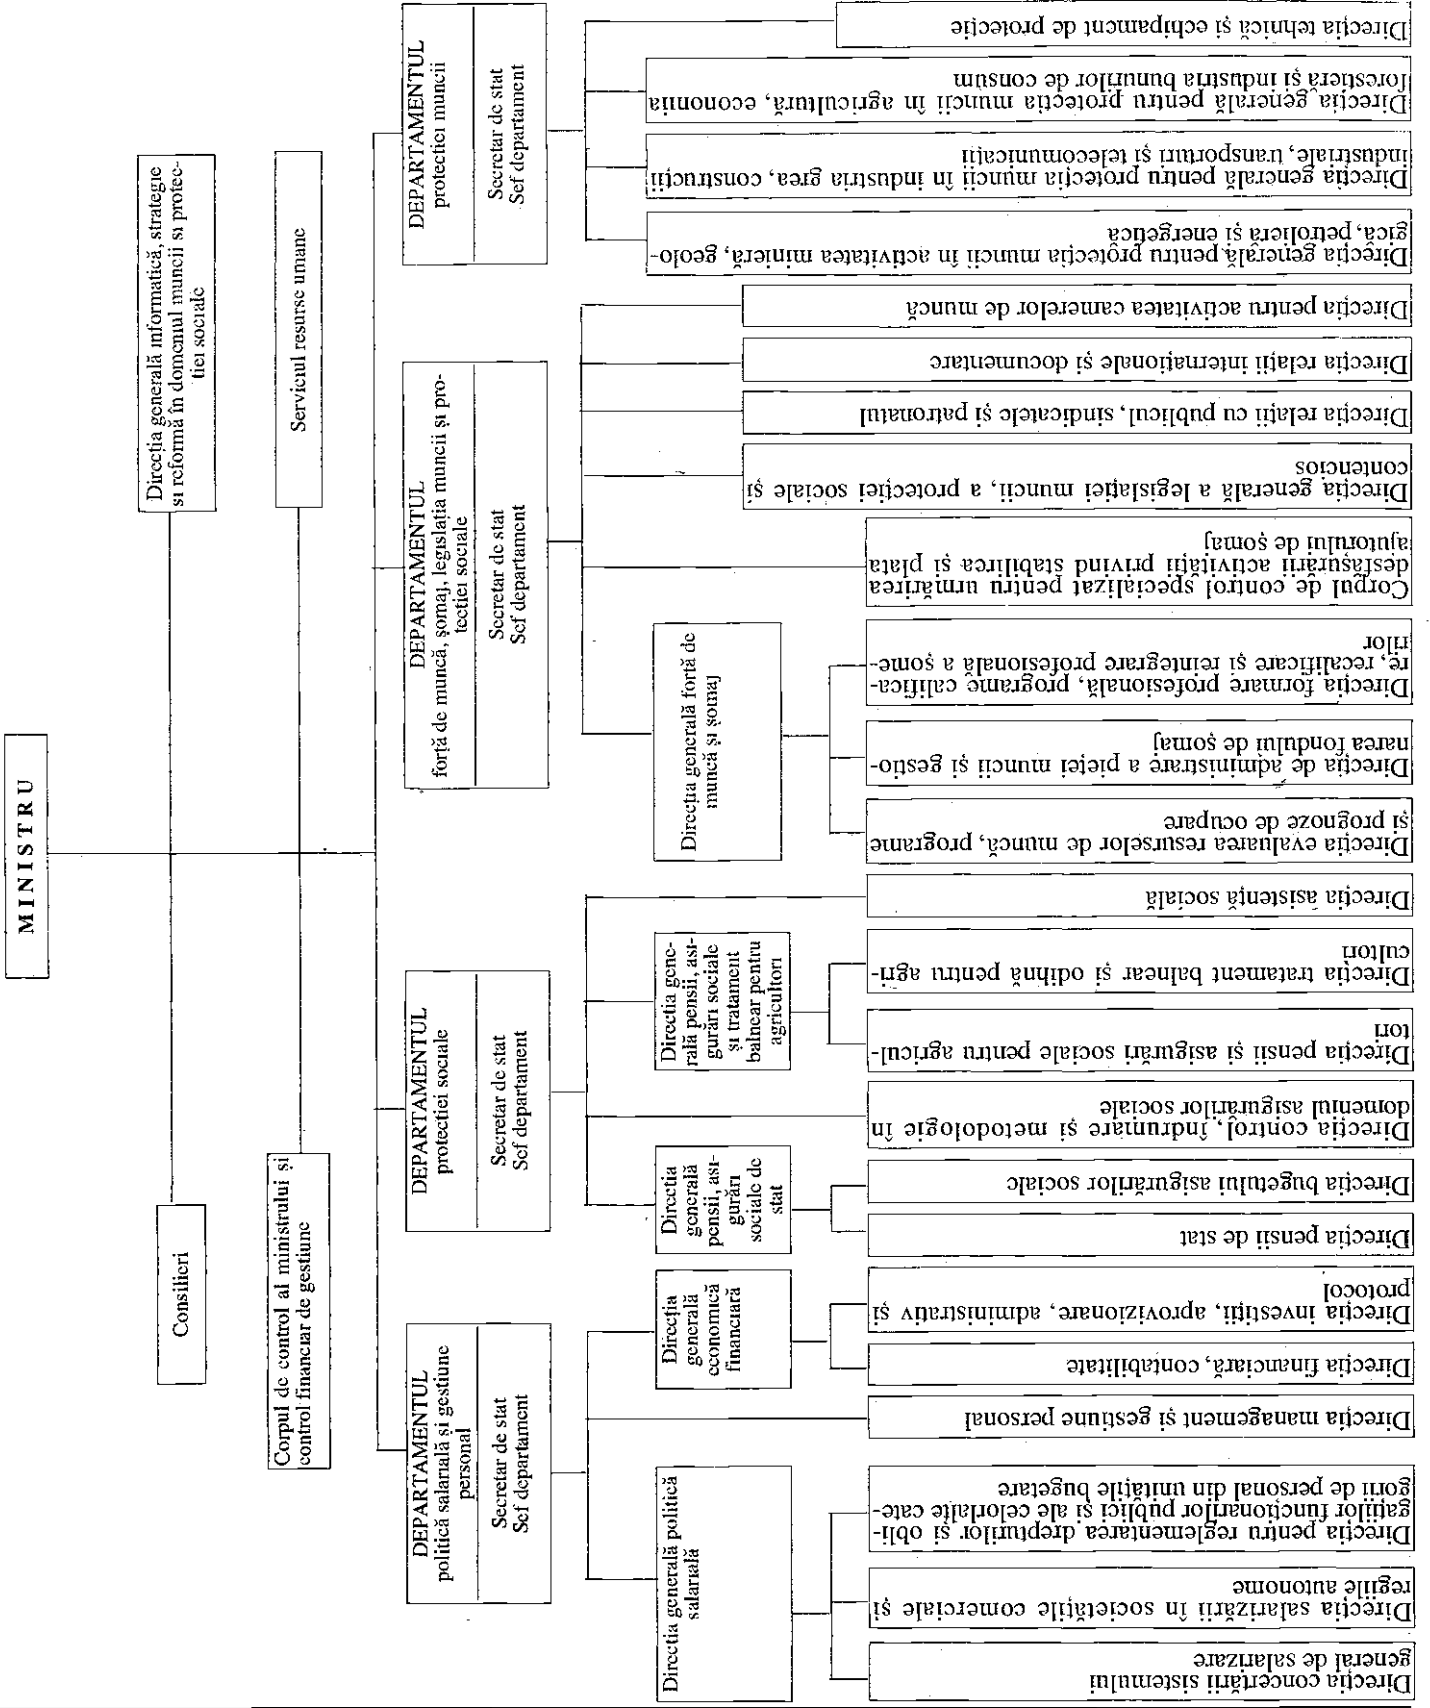 MINISTRU
Consilieri
Direcția generală informatică, strategie
și reformă în domeniul muncii și protec-
ției sociale
Corpul de control al ministrului și
control financiar de gestiune
Serviciul resurse umane
DEPARTAMENTUL
politică salarială și gestiune
personal
Secretar de stat
Șef departament
DEPARTAMENTUL
protecției sociale
Secretar de stat
Șef departament
DEPARTAMENTUL
forță de muncă, șomaj, legislația muncii și pro-
tecției sociale
Secretar de stat
Șef departament
DEPARTAMENTUL
protecției muncii
Secretar de stat
Șef departament
Direcția generală politică
salarială
Direcția
generală
economică
financiară
Direcția
generală
pensii, asi-
gurări
sociale de
stat
Direcția gene-
rală pensii, asi-
gurări sociale
și tratament
balnear pentru
agricultori
Direcția generală forță de
muncă și șomaj
Direcția concertării sistemului
general de salarizare
Direcția salarizării în societățile comerciale și
regiile autonome
Direcția pentru reglementarea drepturilor și obli-
gațiilor funcționarilor publici și ale celorlalte cate-
gorii de personal din unitățile bugetare
Direcția management și gestiune personal
Direcția financiară, contabilitate
Direcția investiții, aprovizionare, administrativ și
protocol
Direcția pensii de stat
Direcția bugetului asigurărilor sociale
Direcția control, îndrumare și metodologie în
domeniul asigurărilor sociale
Direcția pensii și asigurări sociale pentru agricul-
tori
Direcția tratament balnear și odihnă pentru agri-
cultori
Direcția asistență socială
Direcția evaluarea resurselor de muncă, programe
și prognoze de ocupare
Direcția de administrare a pieței muncii și gestio-
narea fondului de șomaj
Direcția formare profesională, programe califica-
re, recalificare și reintegrare profesională a șome-
rilor
Corpul de control specializat pentru urmărirea
desfășurării activității privind stabilirea și plata
ajutorului de șomaj
Direcția generală a legislației muncii, a protecției sociale și
contencios
Direcția relații cu publicul, sindicatele și patronatul
Direcția relații internaționale și documentare
Direcția pentru activitatea camerelor de muncă
Direcția generală pentru protecția muncii în activitatea minieră, geolo-
gică, petrolieră și energetică
Direcția generală pentru protecția muncii în industria grea, construcții
industriale, transporturi și telecomunicații
Direcția generală pentru protecția muncii în agricultură, economia
forestieră și industria bunurilor de consum
Direcția tehnică și echipament de protecție